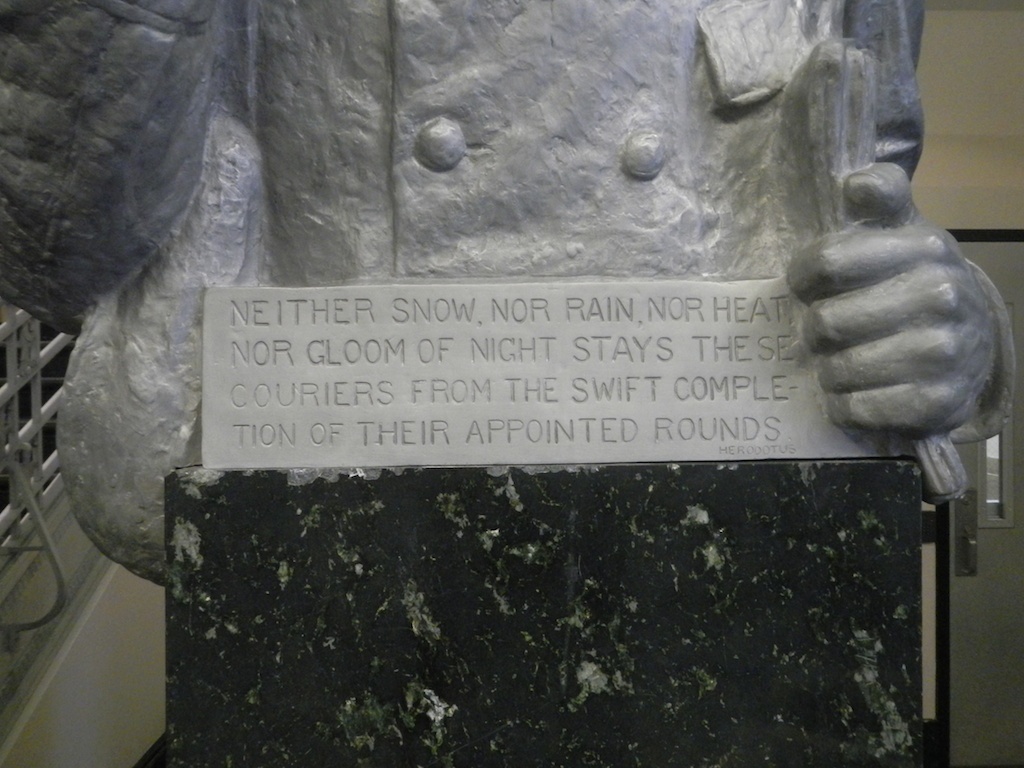 NEITHER SNOW, NOR RAIN, NOR HEAT,
NOR GLOOM OF NIGHT STAYS THESE
COURIERS FROM THE SWIFT COMPLE-
TION OF THEIR APPOINTED ROUNDS
HERODOTUS